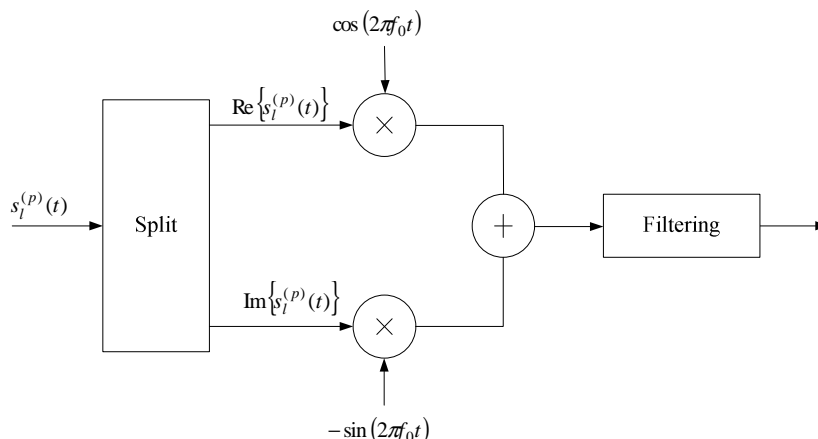 cos(2πf₀t)
Re{s_l^(p)(t)}
×
s_l^(p)(t)
Split
+
Filtering
Im{s_l^(p)(t)}
×
−sin(2πf₀t)